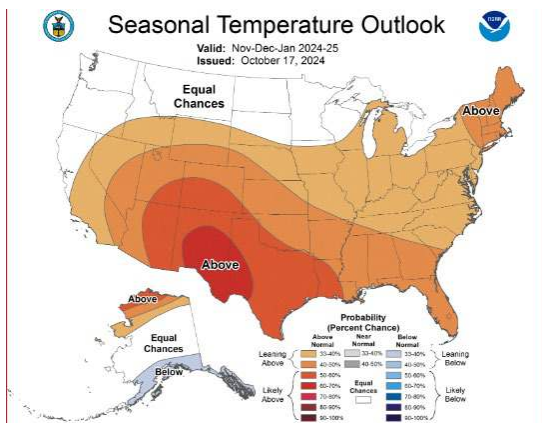 Seasonal Temperature Outlook
Valid: Nov-Dec-Jan 2024-25
Issued: October 17, 2024
Equal
Chances
Above
Above
Above
Equal
Chances
Below
Probability
(Percent Chance)
Above
Normal
Near
Normal
Below
Normal
Leaning
Above
33-40%
40-50%
33-40%
40-50%
33-40%
40-50%
Leaning
Below
Likely
Above
50-60%
60-70%
70-80%
80-90%
90-100%
Equal
Chances
50-60%
60-70%
70-80%
80-90%
90-100%
Likely
Below